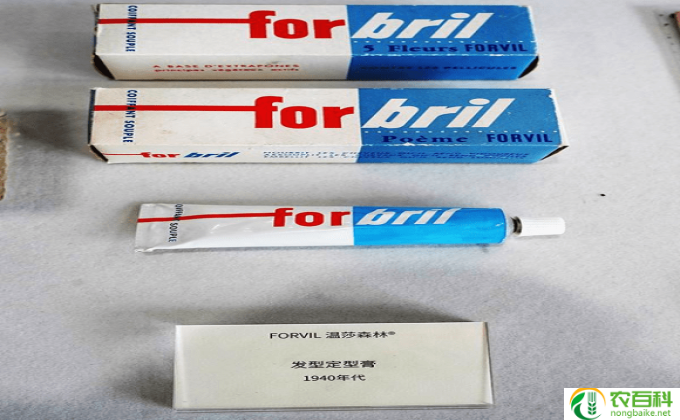 COIFFANT SOUPLE
for bril
5 Fleurs FORVIL
A BASE D'EXTRAPONES
COIFFANT SOUPLE
for bril
Poème FORVIL
for bril
COIFFANT SOUPLE
for bril
FORVIL 温莎森林®
发型定型膏
1940年代
农百科
nongbaike.net